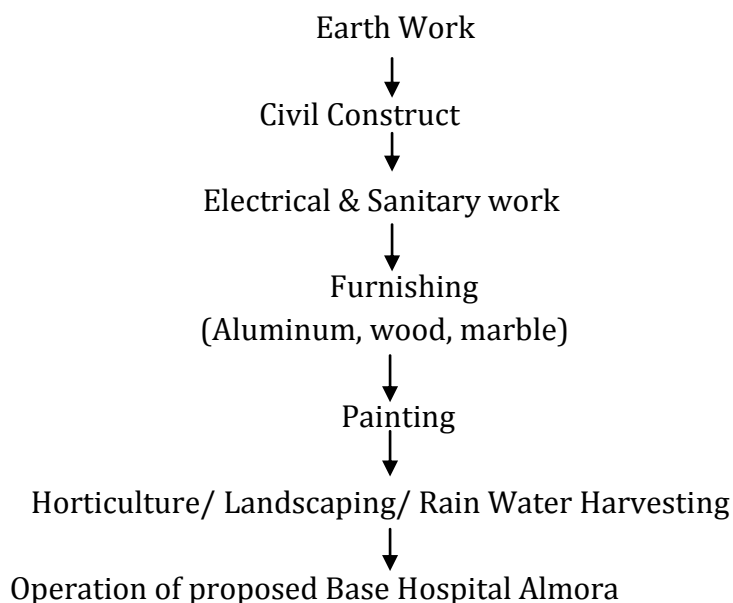 Earth Work
Civil Construct
Electrical & Sanitary work
Furnishing
(Aluminum, wood, marble)
Painting
Horticulture/ Landscaping/ Rain Water Harvesting
Operation of proposed Base Hospital Almora